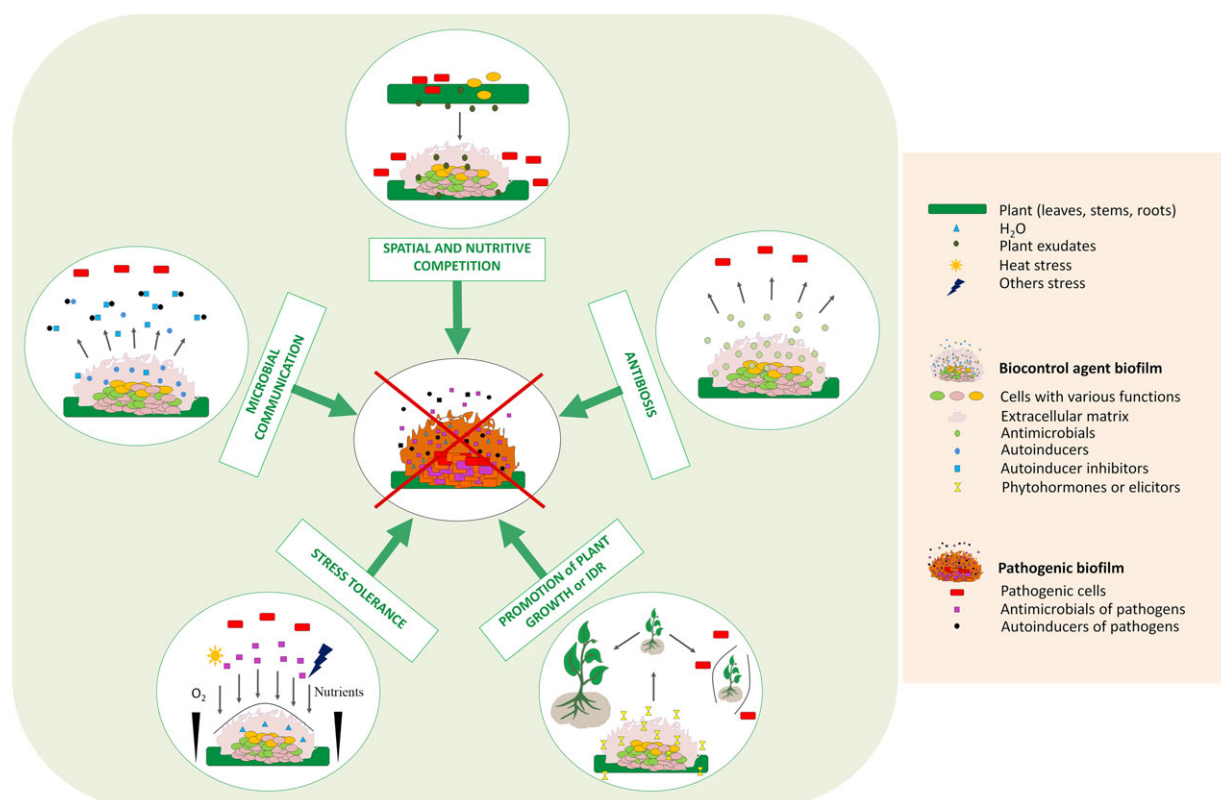 SPATIAL AND NUTRITIVE
COMPETITION
MICROBIAL
COMMUNICATION
ANTIBIOSIS
STRESS TOLERANCE
PROMOTION of PLANT
GROWTH or IDR
O₂
Nutrients
Plant (leaves, stems, roots)
H₂O
Plant exudates
Heat stress
Others stress
Biocontrol agent biofilm
Cells with various functions
Extracellular matrix
Antimicrobials
Autoinducers
Autoinducer inhibitors
Phytohormones or elicitors
Pathogenic biofilm
Pathogenic cells
Antimicrobials of pathogens
Autoinducers of pathogens